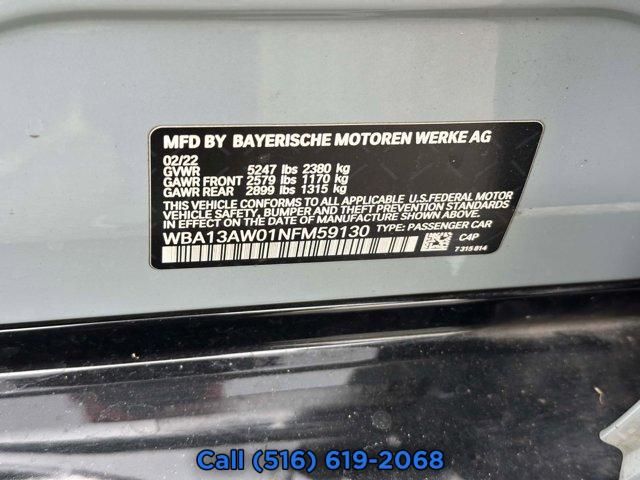 MFD BY BAYERISCHE MOTOREN WERKE AG
02/22
GVWR 5247 lbs 2380 kg
GAWR FRONT 2579 lbs 1170 kg
GAWR REAR 2899 lbs 1315 kg
THIS VEHICLE CONFORMS TO ALL APPLICABLE U.S.FEDERAL MOTOR
VEHICLE SAFETY, BUMPER AND THEFT PREVENTION STANDARDS
IN EFFECT ON THE DATE OF MANUFACTURE SHOWN ABOVE.
WBA13AW01NFM59130 TYPE: PASSENGER CAR
C4P
7 315 814
Call (516) 619-2068